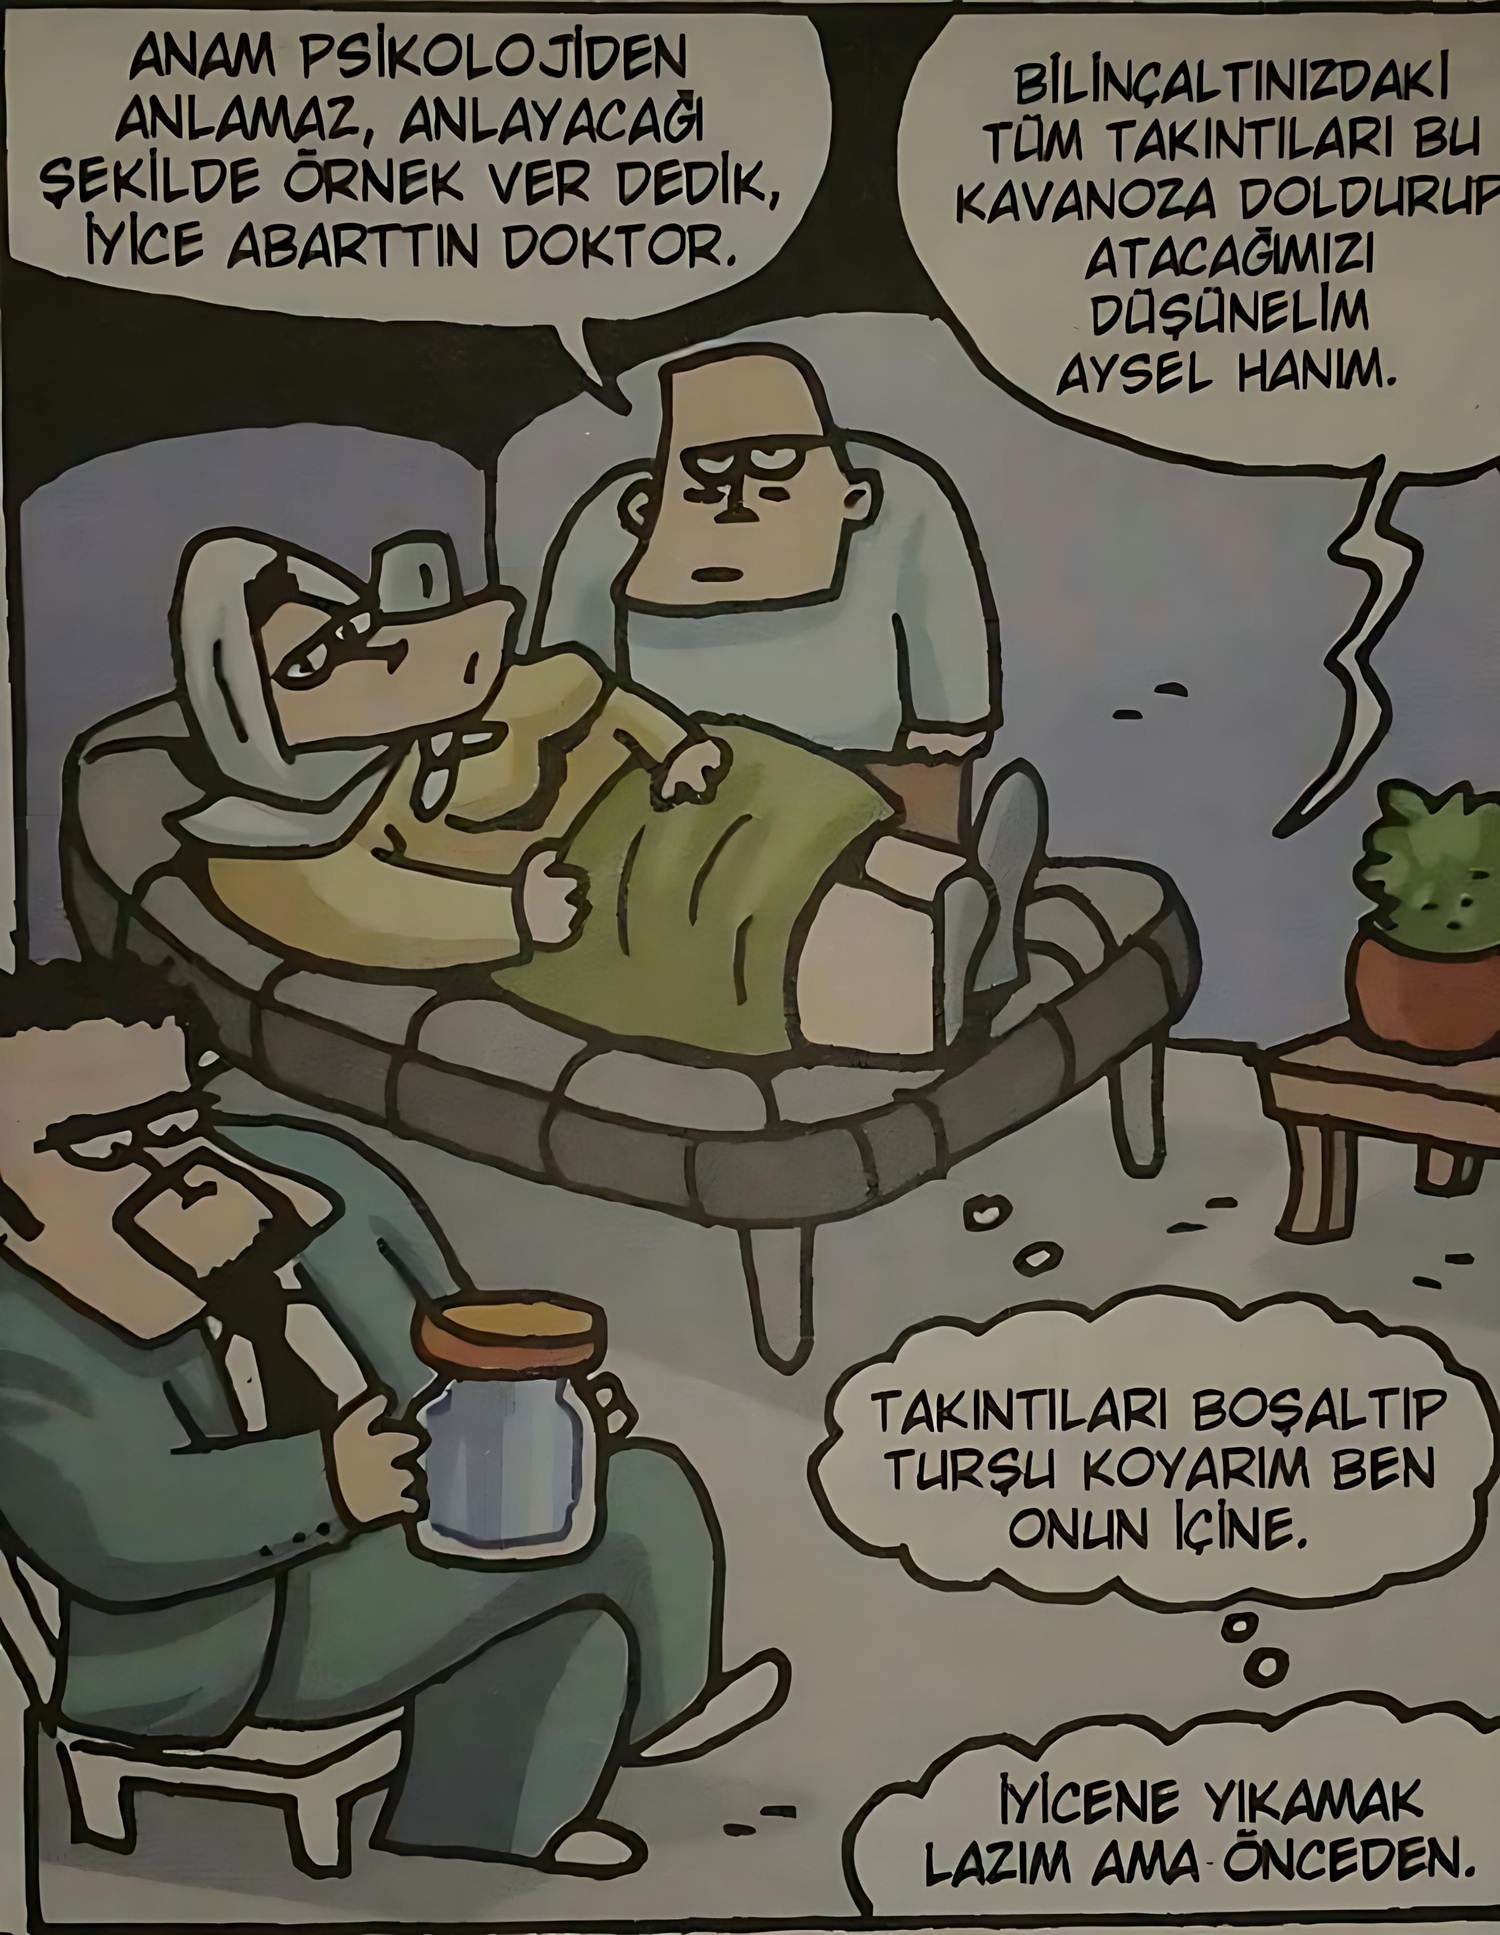 ANAM PSİKOLOJİDEN
ANLAMAZ, ANLAYACAĞI
ŞEKİLDE ÖRNEK VER DEDİK,
İYİCE ABARTTIN DOKTOR.
BİLİNÇALTINIZDAKİ
TÜM TAKINTILARI BU
KAVANOZA DOLDURUP
ATACAĞIMIZI
DÜŞÜNELİM
AYSEL HANIM.
TAKINTILARI BOŞALTIP
TURŞU KOYARIM BEN
ONUN İÇİNE.
İYİCENE YIKAMAK
LAZIM AMA ÖNCEDEN.